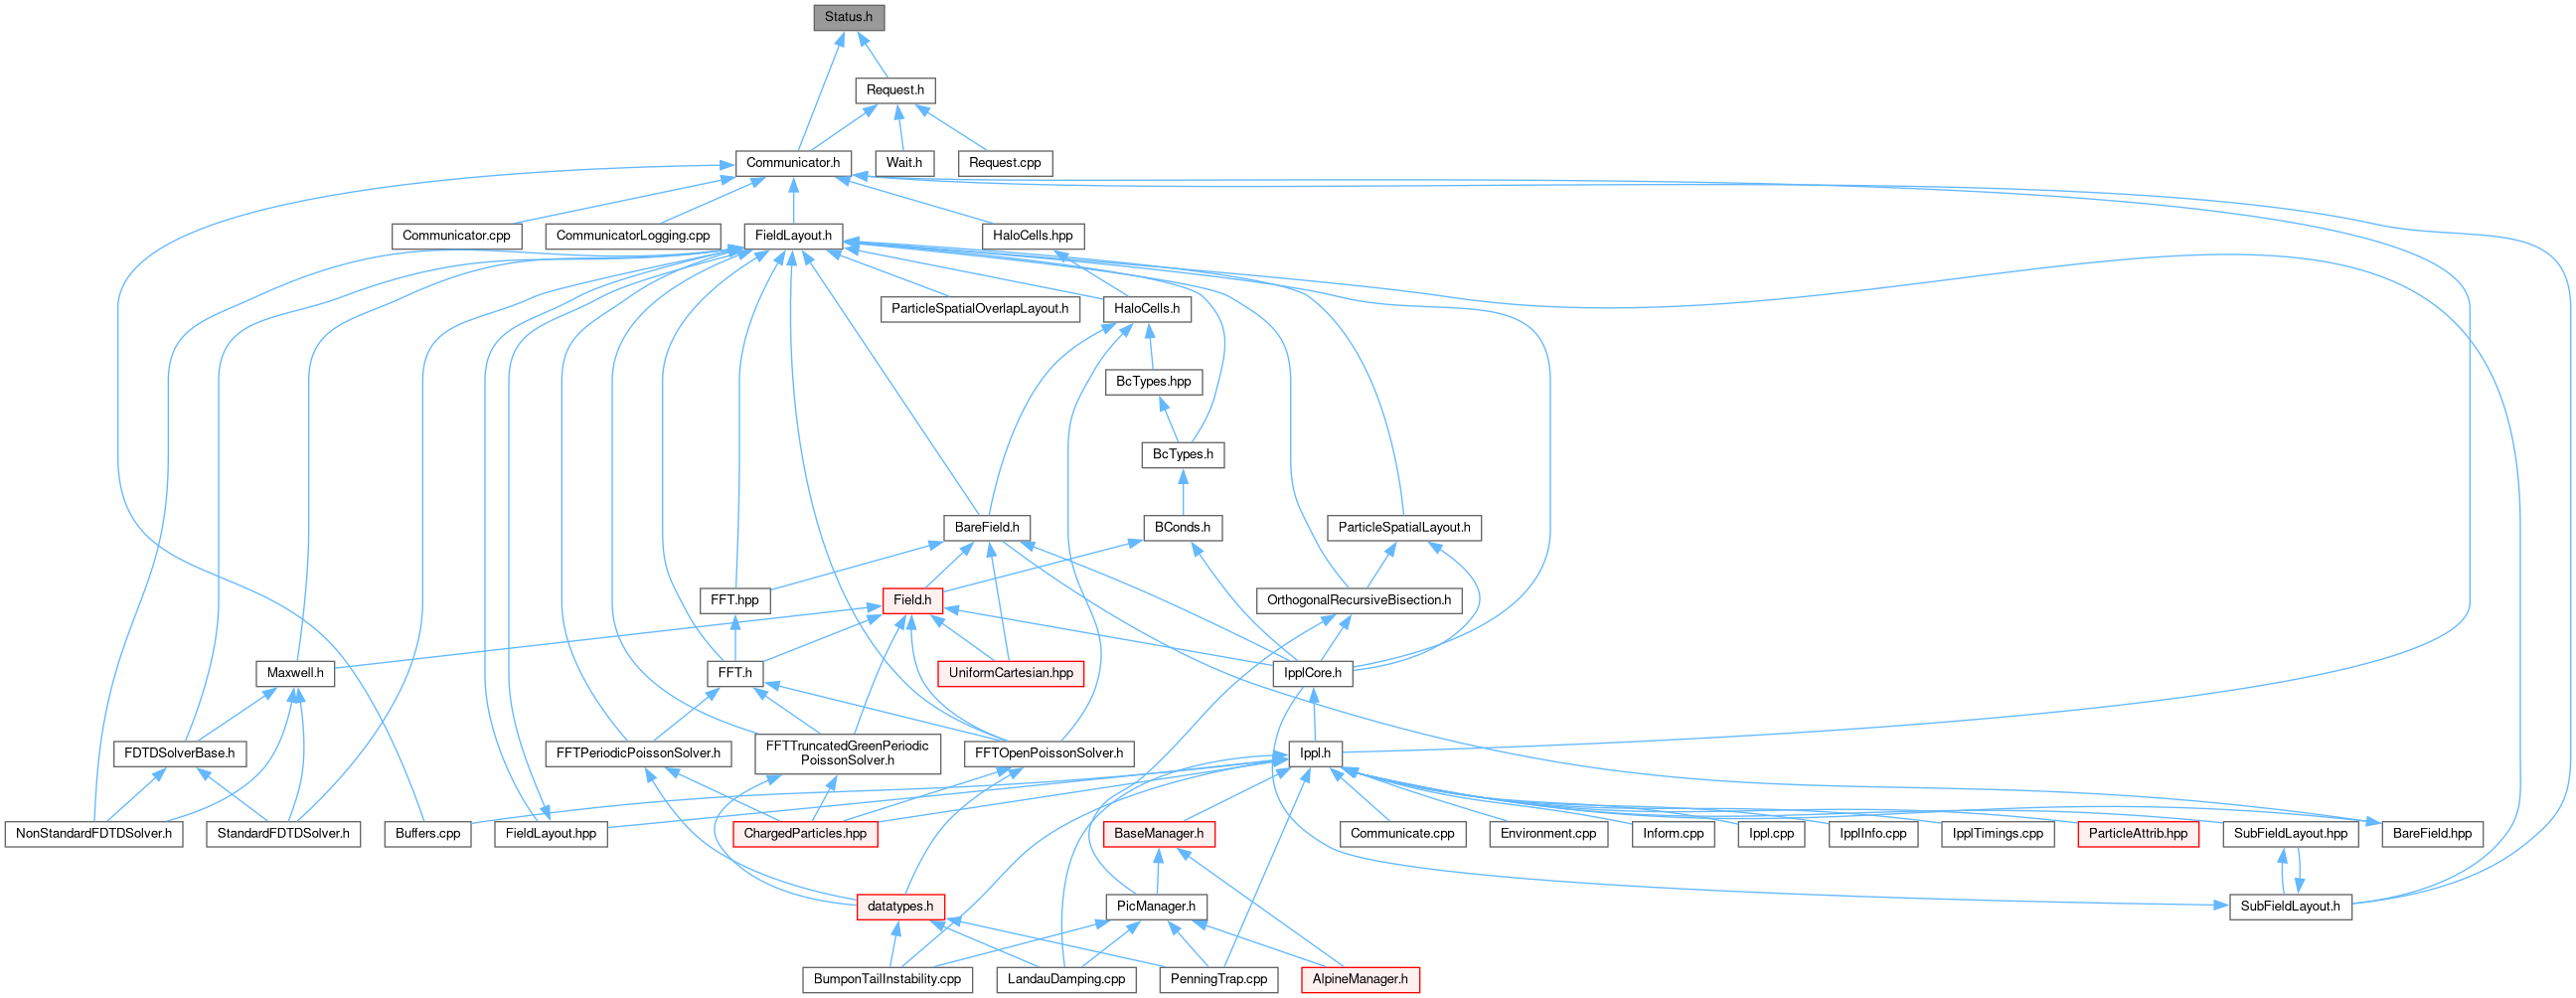 Status.h
Request.h
Communicator.h
Wait.h
Request.cpp
Communicator.cpp
CommunicatorLogging.cpp
FieldLayout.h
HaloCells.hpp
ParticleSpatialOverlapLayout.h
HaloCells.h
BcTypes.hpp
BcTypes.h
BareField.h
BConds.h
ParticleSpatialLayout.h
FFT.hpp
Field.h
OrthogonalRecursiveBisection.h
Maxwell.h
FFT.h
UniformCartesian.hpp
IpplCore.h
FDTDSolverBase.h
FFTPeriodicPoissonSolver.h
FFTTruncatedGreenPeriodic
PoissonSolver.h
FFTOpenPoissonSolver.h
Ippl.h
NonStandardFDTDSolver.h
StandardFDTDSolver.h
Buffers.cpp
FieldLayout.hpp
ChargedParticles.hpp
BaseManager.h
Communicate.cpp
Environment.cpp
Inform.cpp
Ippl.cpp
IpplInfo.cpp
IpplTimings.cpp
ParticleAttrib.hpp
SubFieldLayout.hpp
BareField.hpp
datatypes.h
PicManager.h
SubFieldLayout.h
BumponTailInstability.cpp
LandauDamping.cpp
PenningTrap.cpp
AlpineManager.h